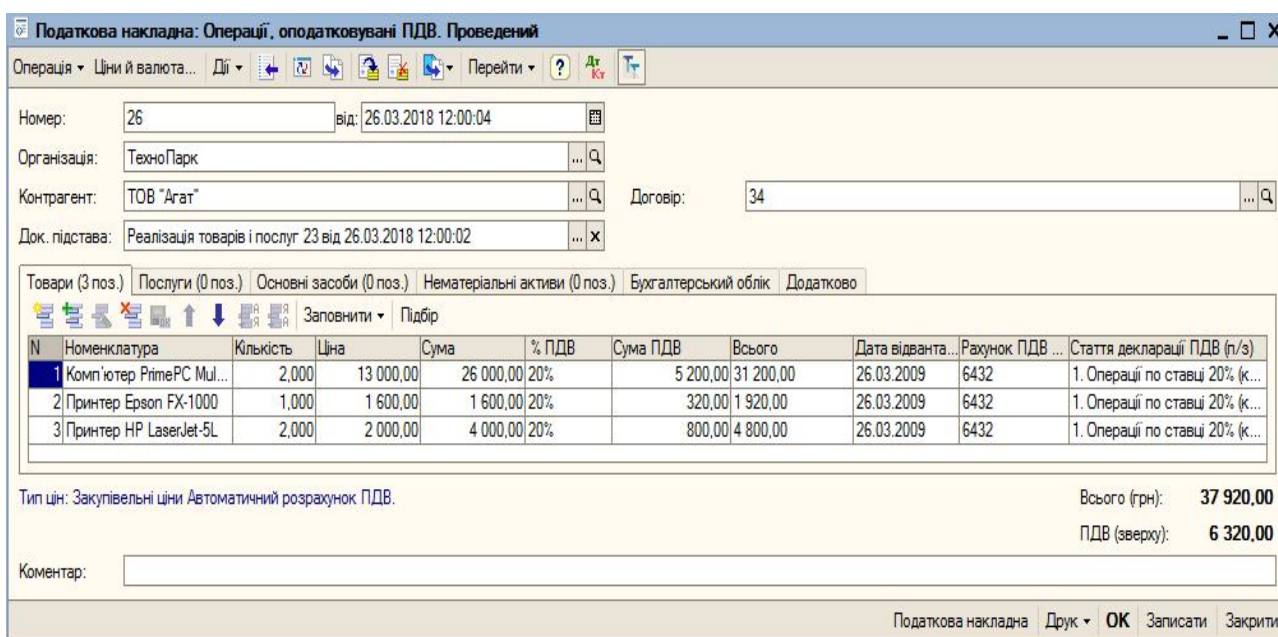 Податкова накладна: Операції, оподатковувані ПДВ. Проведений
Операція Ціни й валюта... Дії Перейти ? Дт Кт Тт
Номер: 26 від: 26.03.2018 12:00:04
Організація: ТехноПарк ...
Контрагент: ТОВ "Агат" ... Договір: 34 ...
Док. підстава: Реалізація товарів і послуг 23 від 26.03.2018 12:00:02 ... x
Товари (3 поз.) Послуги (0 поз.) Основні засоби (0 поз.) Нематеріальні активи (0 поз.) Бухгалтерський облік Додатково
Заповнити Підбір
N Номенклатура Кількість Ціна Сума % ПДВ Сума ПДВ Всього Дата відванта... Рахунок ПДВ ... Стаття декларації ПДВ (п/з)
1 Комп'ютер PrimePC Mul... 2,000 13 000,00 26 000,00 20% 5 200,00 31 200,00 26.03.2009 6432 1. Операції по ставці 20% (к...
2 Принтер Epson FX-1000 1,000 1 600,00 1 600,00 20% 320,00 1 920,00 26.03.2009 6432 1. Операції по ставці 20% (к...
3 Принтер HP LaserJet-5L 2,000 2 000,00 4 000,00 20% 800,00 4 800,00 26.03.2009 6432 1. Операції по ставці 20% (к...
Тип цін: Закупівельні ціни Автоматичний розрахунок ПДВ.
Всього (грн): 37 920,00
ПДВ (зверху): 6 320,00
Коментар:
Податкова накладна Друк OK Записати Закрити